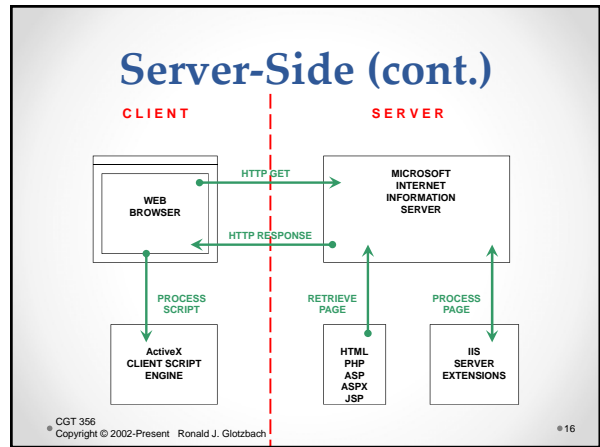 Server-Side (cont.)
CLIENT
SERVER
HTTP GET
WEB
BROWSER
MICROSOFT
INTERNET
INFORMATION
SERVER
HTTP RESPONSE
PROCESS
SCRIPT
RETRIEVE
PAGE
PROCESS
PAGE
ActiveX
CLIENT SCRIPT
ENGINE
HTML
PHP
ASP
ASPX
JSP
IIS
SERVER
EXTENSIONS
CGT 356
Copyright © 2002-Present Ronald J. Glotzbach
16